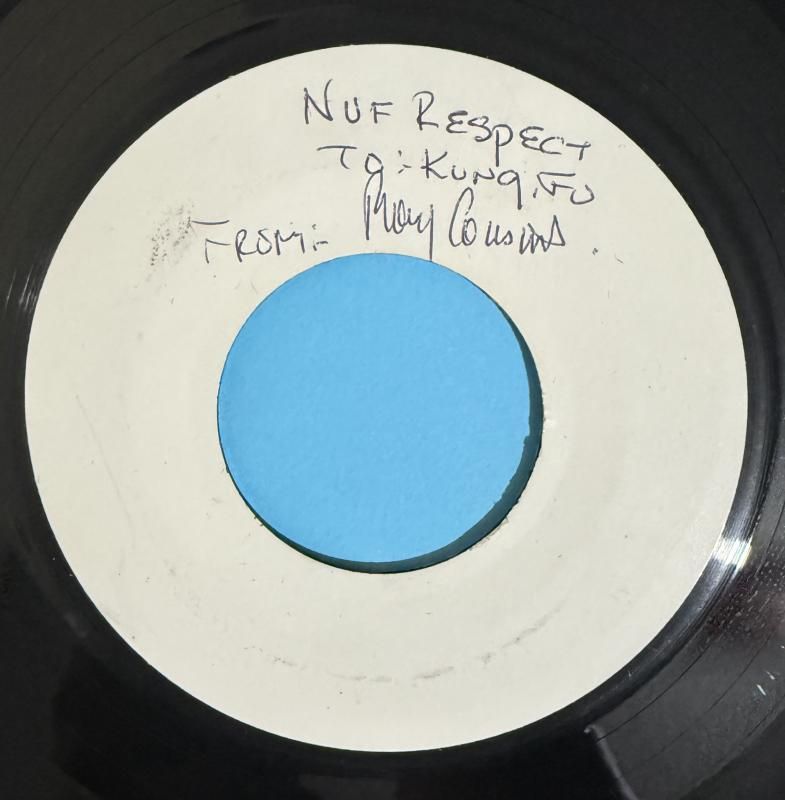 NUF RESPECT
TO:- KUNG.FU
FROM:- Roy Cousins.